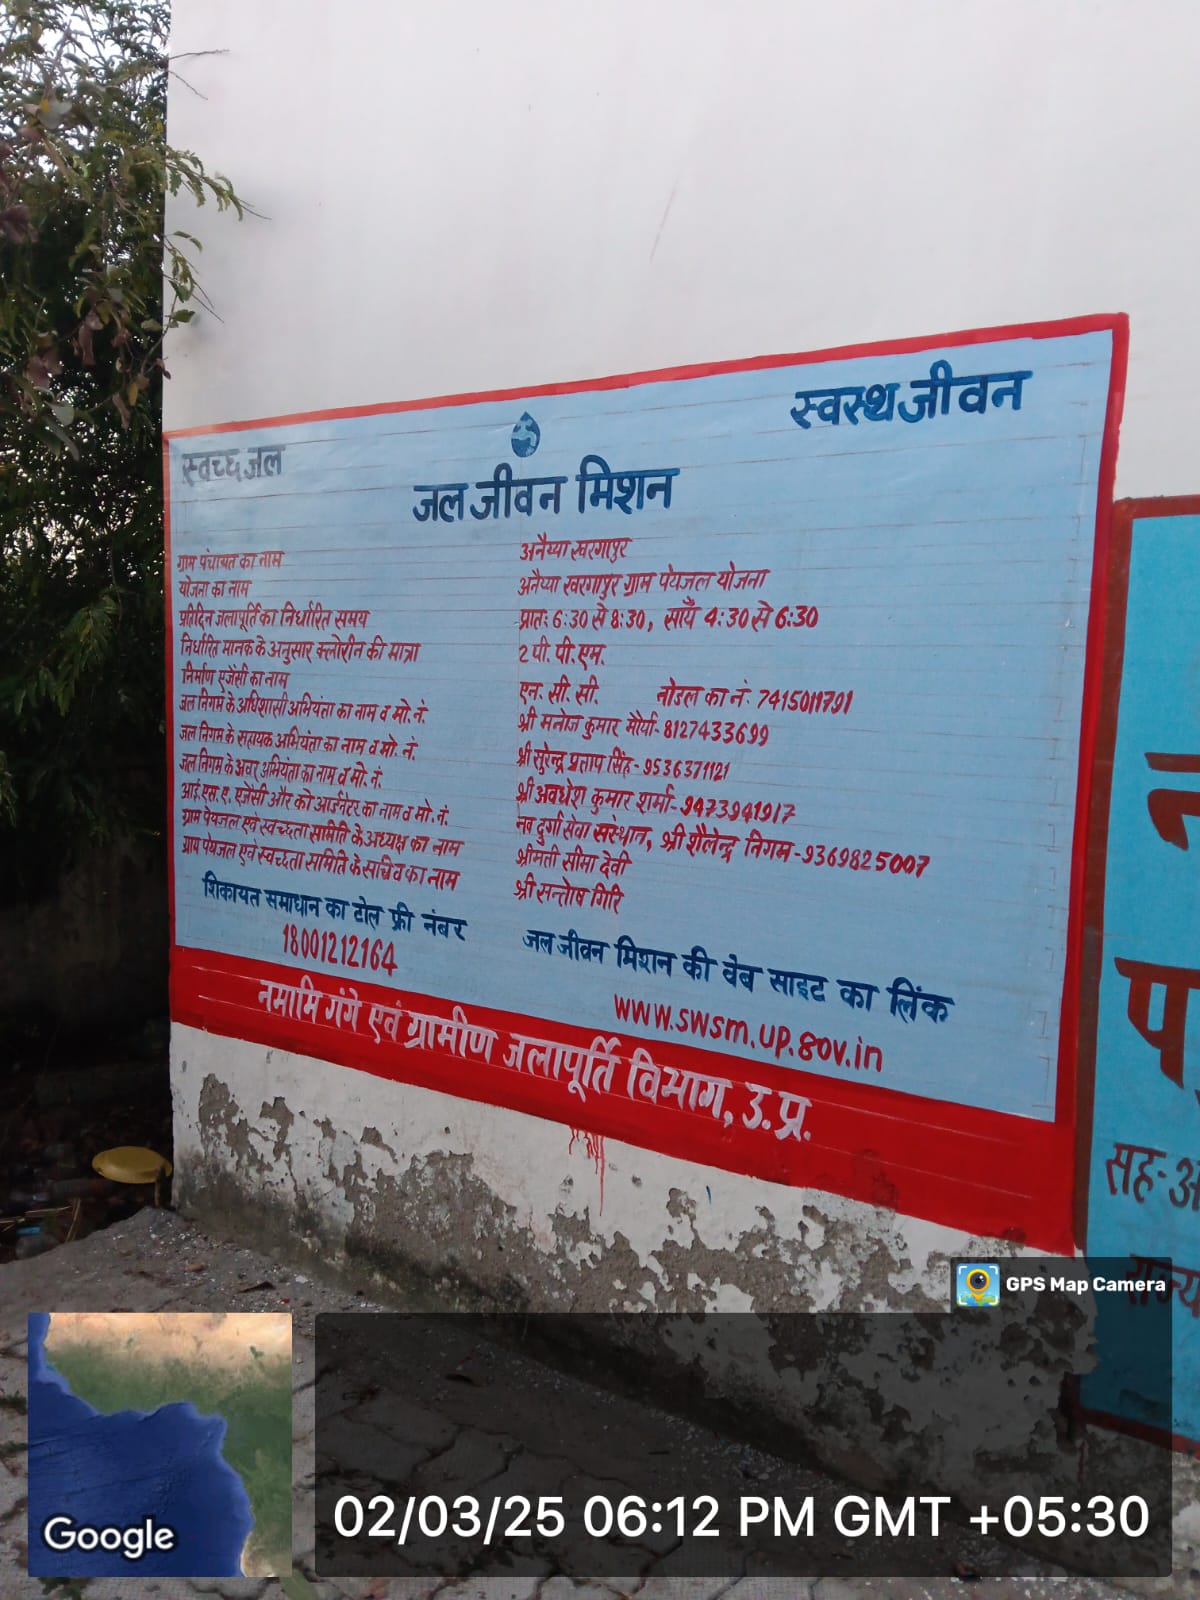 स्वच्छ जल
स्वस्थ जीवन
जल जीवन मिशन
ग्राम पंचायत का नाम अनैय्या खरगापुर
योजना का नाम अनैय्या खरगापुर ग्राम पेयजल योजना
प्रतिदिन जलापूर्ति का निर्धारित समय प्रातः 6:30 से 8:30, सायँ 4:30 से 6:30
निर्धारित मानक के अनुसार क्लोरीन की मात्रा 2 पी. पी. एम.
निर्माण एजेंसी का नाम एन. सी. सी. नोडल का नं. 7415011791
जल निगम के अधिशासी अभियंता का नाम व मो. नं. श्री मनोज कुमार मौर्या- 8127433699
जल निगम के सहायक अभियंता का नाम व मो. नं. श्री सुरेन्द्र प्रताप सिंह- 9536371121
जल निगम के अवर अभियंता का नाम व मो. नं. श्री अवधेश कुमार शर्मा- 9473941917
आई. एस. ए. एजेंसी और को आर्डनेटर का नाम व मो. नं. नव दुर्गा सेवा संस्थान, श्री शैलेन्द्र निगम -9369825007
ग्राम पेयजल एवं स्वच्छता समिति के अध्यक्ष का नाम श्रीमती सीमा देवी
ग्राम पेयजल एवं स्वच्छता समिति के सचिव का नाम श्री सन्तोष गिरि
शिकायत समाधान का टोल फ्री नंबर
18001212164
जल जीवन मिशन की वेब साइट का लिंक
www.swsm.up.gov.in
नमामि गंगे एवं ग्रामीण जलापूर्ति विभाग, उ. प्र.
सह-अ
GPS Map Camera
Google
02/03/25 06:12 PM GMT +05:30